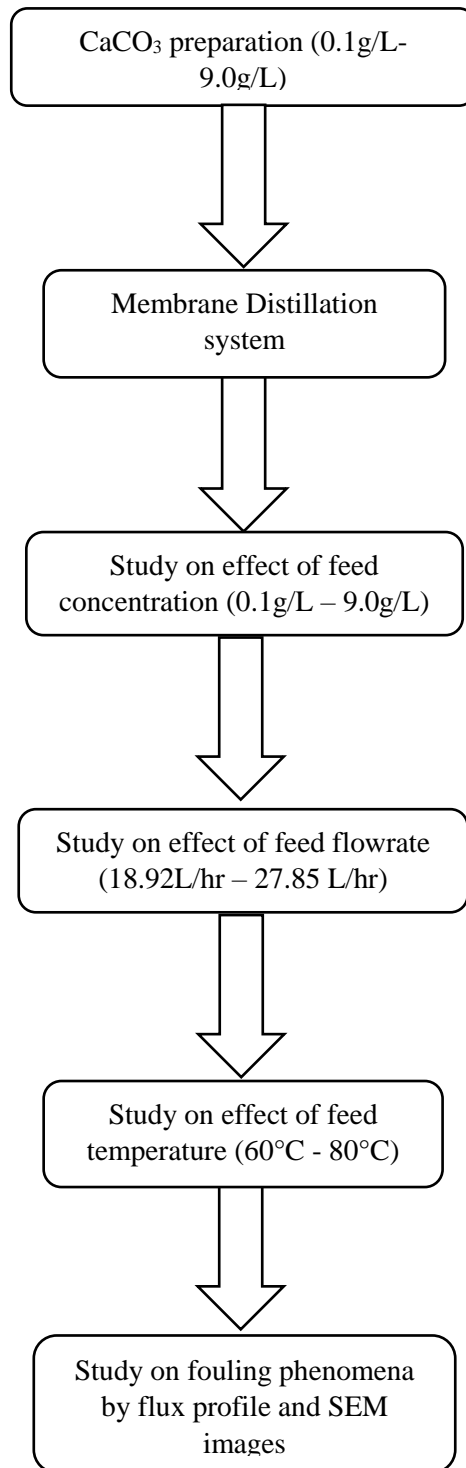 CaCO₃ preparation (0.1g/L-
9.0g/L)
Membrane Distillation
system
Study on effect of feed
concentration (0.1g/L – 9.0g/L)
Study on effect of feed flowrate
(18.92L/hr – 27.85 L/hr)
Study on effect of feed
temperature (60°C - 80°C)
Study on fouling phenomena
by flux profile and SEM
images